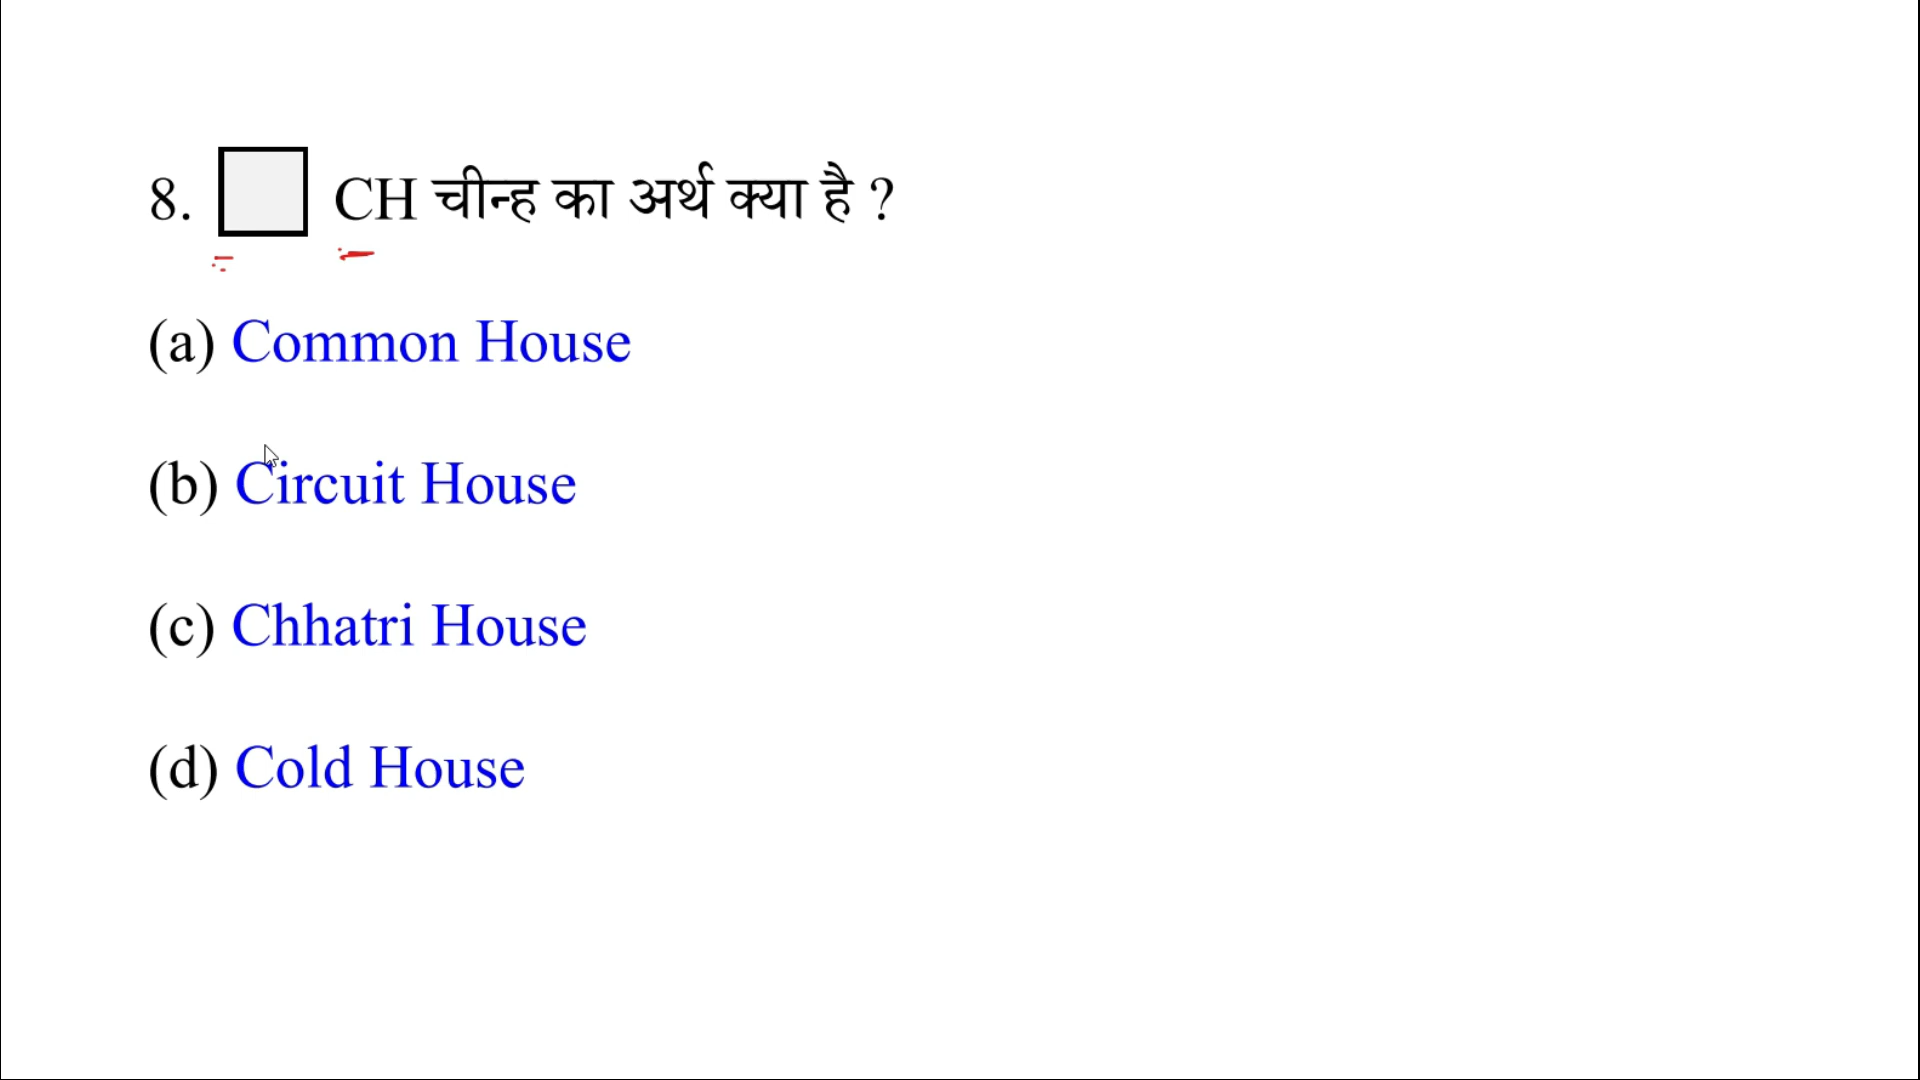 8. CH चीन्ह का अर्थ क्या है ?
(a) Common House
(b) Circuit House
(c) Chhatri House
(d) Cold House